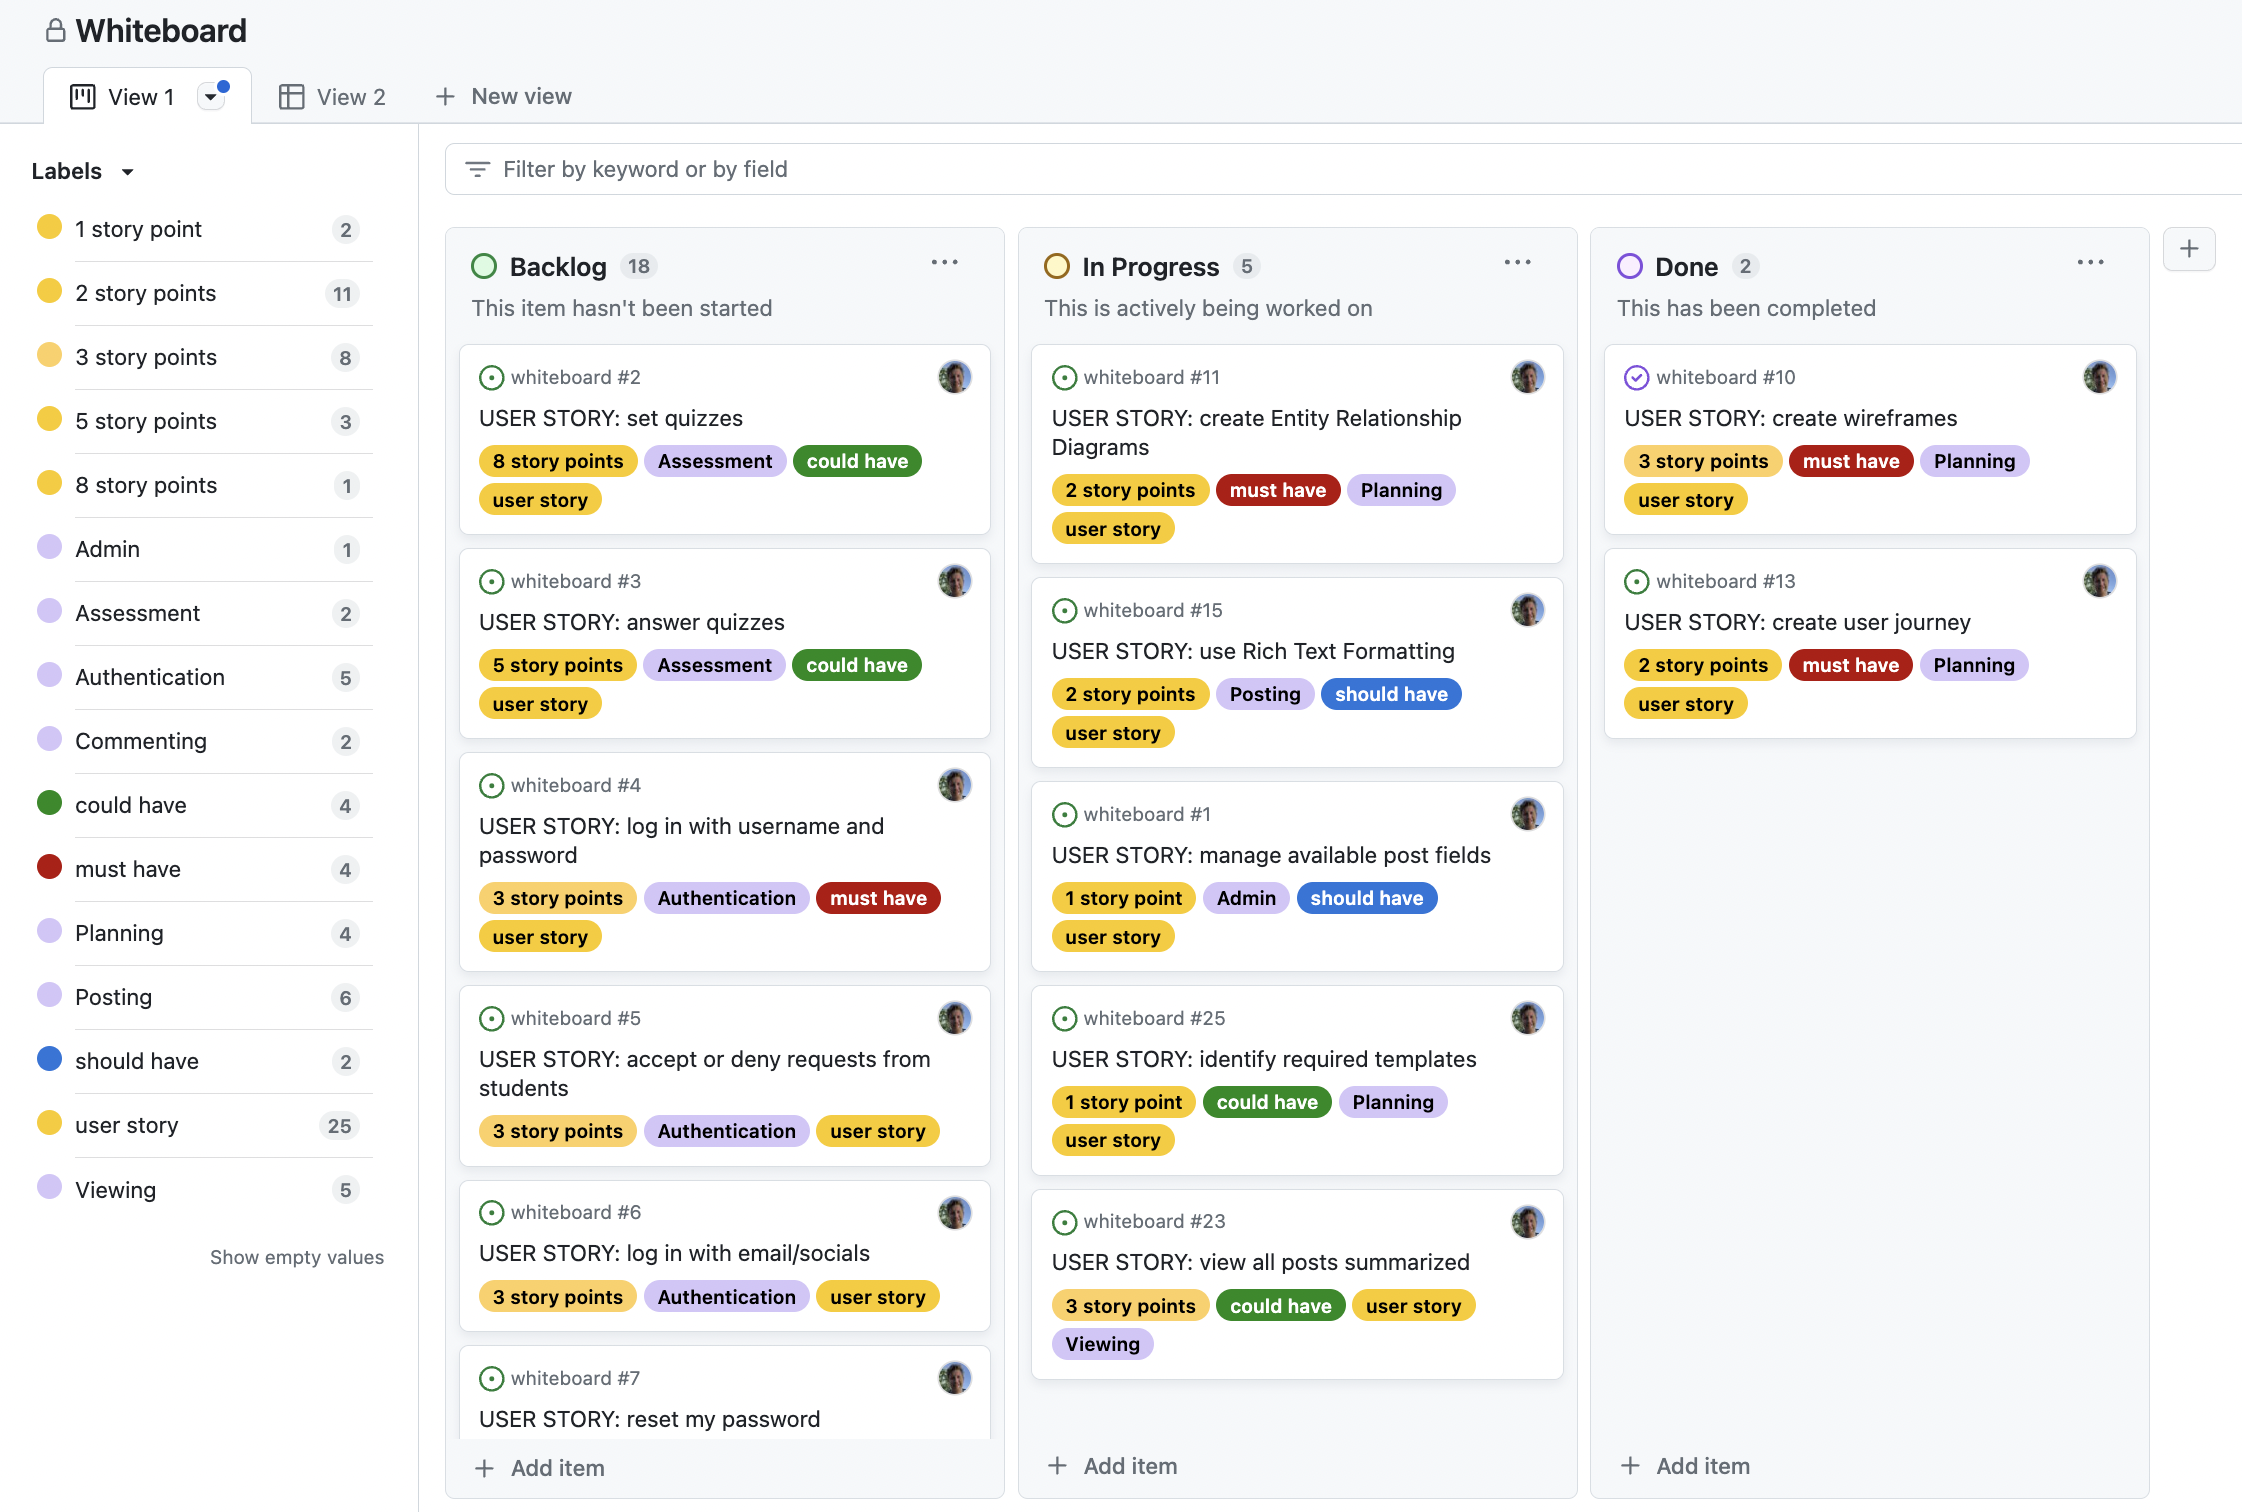 Whiteboard
View 1
View 2
New view
Labels
1 story point 2
2 story points 11
3 story points 8
5 story points 3
8 story points 1
Admin 1
Assessment 2
Authentication 5
Commenting 2
could have 4
must have 4
Planning 4
Posting 6
should have 2
user story 25
Viewing 5
Show empty values
Filter by keyword or by field
Backlog 18
This item hasn't been started
whiteboard #2
USER STORY: set quizzes
8 story points Assessment could have
user story
whiteboard #3
USER STORY: answer quizzes
5 story points Assessment could have
user story
whiteboard #4
USER STORY: log in with username and
password
3 story points Authentication must have
user story
whiteboard #5
USER STORY: accept or deny requests from
students
3 story points Authentication user story
whiteboard #6
USER STORY: log in with email/socials
3 story points Authentication user story
whiteboard #7
USER STORY: reset my password
Add item
In Progress 5
This is actively being worked on
whiteboard #11
USER STORY: create Entity Relationship
Diagrams
2 story points must have Planning
user story
whiteboard #15
USER STORY: use Rich Text Formatting
2 story points Posting should have
user story
whiteboard #1
USER STORY: manage available post fields
1 story point Admin should have
user story
whiteboard #25
USER STORY: identify required templates
1 story point could have Planning
user story
whiteboard #23
USER STORY: view all posts summarized
3 story points could have user story
Viewing
Add item
Done 2
This has been completed
whiteboard #10
USER STORY: create wireframes
3 story points must have Planning
user story
whiteboard #13
USER STORY: create user journey
2 story points must have Planning
user story
Add item